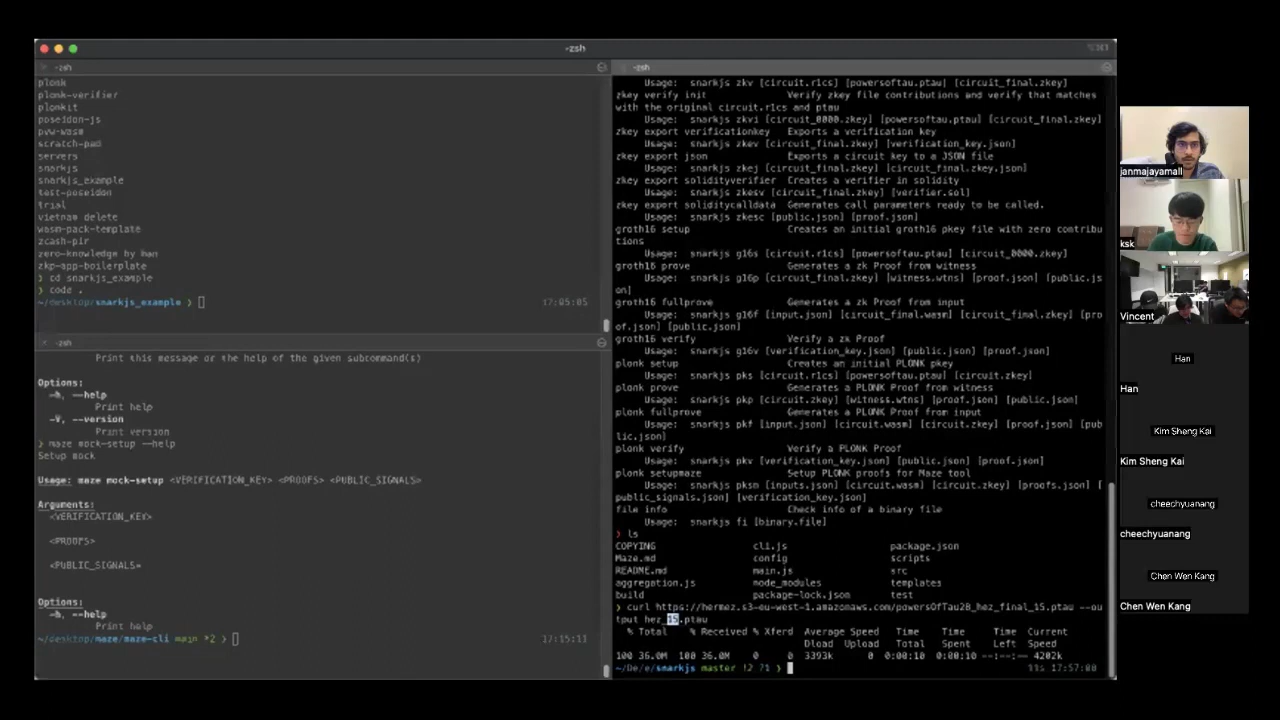 -zsh
-zsh
plonk
plonk-verifier
plonkit
poseidon-js
pvw-wasm
scratch-pad
servers
snarkjs
snarkjs_example
test-poseidon
trial
vietnam delete
wasm-pack-template
zcash-pir
zero-knowledge by han
zkp-app-boilerplate
❯ cd snarkjs_example
❯ code .
~/desktop/snarkjs_example ❯ 17:05:05
-zsh
Print this message or the help of the given subcommand(s)
Options:
-h, --help
Print help
-V, --version
Print version
❯ maze mock-setup --help
Setup mock
Usage: maze mock-setup <VERIFICATION_KEY> <PROOFS> <PUBLIC_SIGNALS>
Arguments:
<VERIFICATION_KEY>
<PROOFS>
<PUBLIC_SIGNALS>
Options:
-h, --help
Print help
~/desktop/maze/maze-cli main *2 ❯ 17:15:11
-zsh
Usage: snarkjs zkv [circuit.r1cs] [powersoftau.ptau] [circuit_final.zkey]
zkey verify init Verify zkey file contributions and verify that matches
with the original circuit.r1cs and ptau
Usage: snarkjs zkvi [circuit_0000.zkey] [powersoftau.ptau] [circuit_final.zkey]
zkey export verificationkey Exports a verification key
Usage: snarkjs zkev [circuit_final.zkey] [verification_key.json]
zkey export json Exports a circuit key to a JSON file
Usage: snarkjs zkej [circuit_final.zkey] [circuit_final.zkey.json]
zkey export solidityverifier Creates a verifier in solidity
Usage: snarkjs zkesv [circuit_final.zkey] [verifier.sol]
zkey export soliditycalldata Generates call parameters ready to be called.
Usage: snarkjs zkesc [public.json] [proof.json]
groth16 setup Creates an initial groth16 pkey file with zero contribu
tions
Usage: snarkjs g16s [circuit.r1cs] [powersoftau.ptau] [circuit_0000.zkey]
groth16 prove Generates a zk Proof from witness
Usage: snarkjs g16p [circuit_final.zkey] [witness.wtns] [proof.json] [public.js
on]
groth16 fullprove Generates a zk Proof from input
Usage: snarkjs g16f [input.json] [circuit_final.wasm] [circuit_final.zkey] [pro
of.json] [public.json]
groth16 verify Verify a zk Proof
Usage: snarkjs g16v [verification_key.json] [public.json] [proof.json]
plonk setup Creates an initial PLONK pkey
Usage: snarkjs pks [circuit.r1cs] [powersoftau.ptau] [circuit.zkey]
plonk prove Generates a PLONK Proof from witness
Usage: snarkjs pkp [circuit.zkey] [witness.wtns] [proof.json] [public.json]
plonk fullprove Generates a PLONK Proof from input
Usage: snarkjs pkf [input.json] [circuit.wasm] [circuit.zkey] [proof.json] [pub
lic.json]
plonk verify Verify a PLONK Proof
Usage: snarkjs pkv [verification_key.json] [public.json] [proof.json]
plonk setupmaze Setup PLONK proofs for Maze tool
Usage: snarkjs pksm [inputs.json] [circuit.wasm] [circuit.zkey] [proofs.json] [
public_signals.json] [verification_key.json]
file info Check info of a binary file
Usage: snarkjs fi [binary.file]
❯ ls
COPYING cli.js package.json
Maze.md config scripts
README.md main.js src
aggregation.js node_modules templates
build package-lock.json test
❯ curl https://hermez.s3-eu-west-1.amazonaws.com/powersOfTau28_hez_final_15.ptau --ou
tput hez_15.ptau
% Total % Received % Xferd Average Speed Time Time Time Current
Dload Upload Total Spent Left Speed
100 36.0M 100 36.0M 0 0 3393k 0 0:00:10 0:00:10 --:--:-- 4202k
~/De/e/snarkjs master !2 ?1 ❯ 11s 17:57:00
janmajayamall
ksk
Vincent
Han
Han
Kim Sheng Kai
Kim Sheng Kai
cheechyuanang
cheechyuanang
Chen Wen Kang
Chen Wen Kang